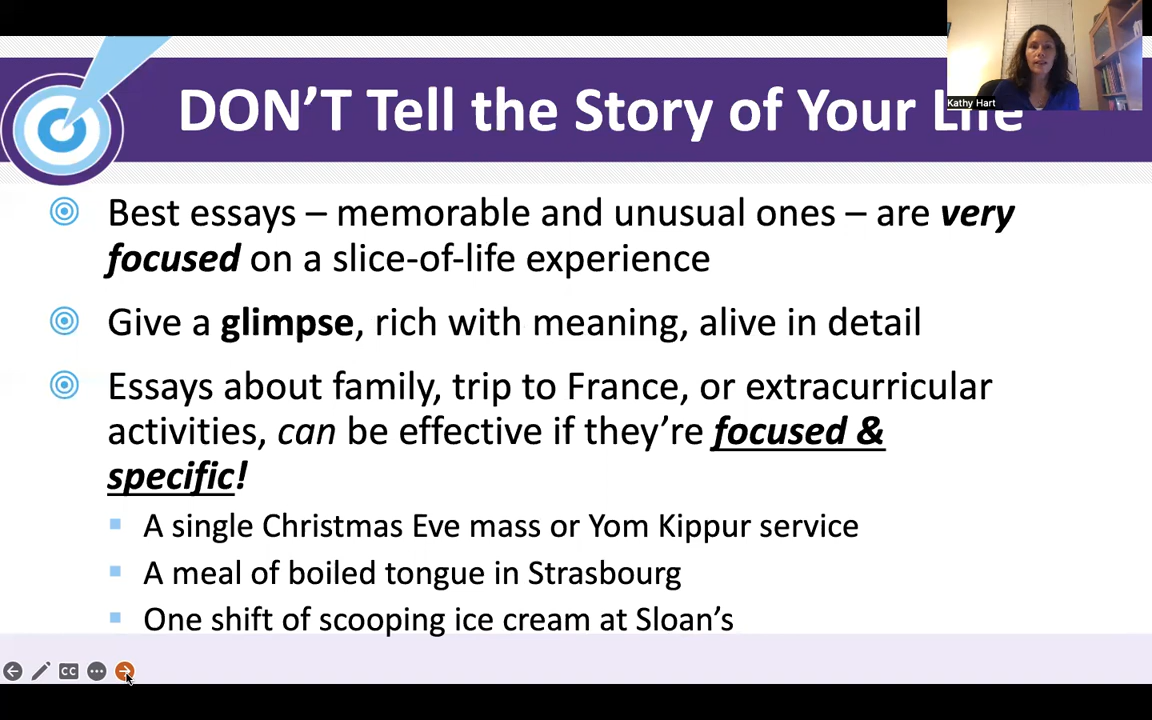 DON'T Tell the Story of Your Life
Kathy Hart
Best essays – memorable and unusual ones – are very
focused on a slice-of-life experience
Give a glimpse, rich with meaning, alive in detail
Essays about family, trip to France, or extracurricular
activities, can be effective if they're focused &
specific!
A single Christmas Eve mass or Yom Kippur service
A meal of boiled tongue in Strasbourg
One shift of scooping ice cream at Sloan's
CC